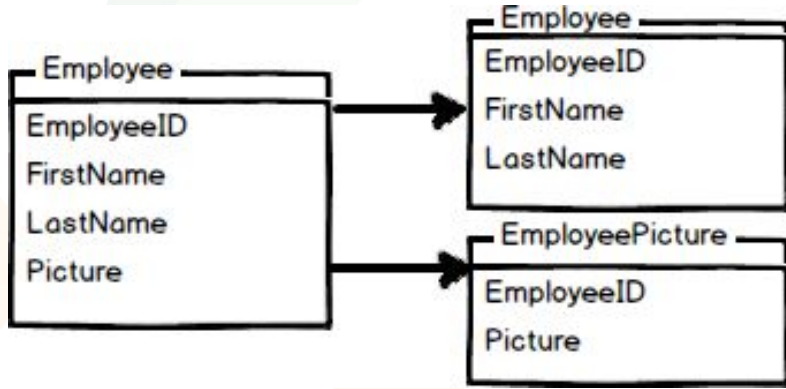 Employee
EmployeeID
FirstName
LastName
Picture
Employee
EmployeeID
FirstName
LastName
EmployeePicture
EmployeeID
Picture